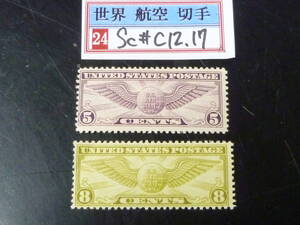 世界 航空 切手
24 Sc#C12.17
UNITED STATES POSTAGE
5 CENTS 5
UNITED STATES POSTAGE
8 CENTS 8